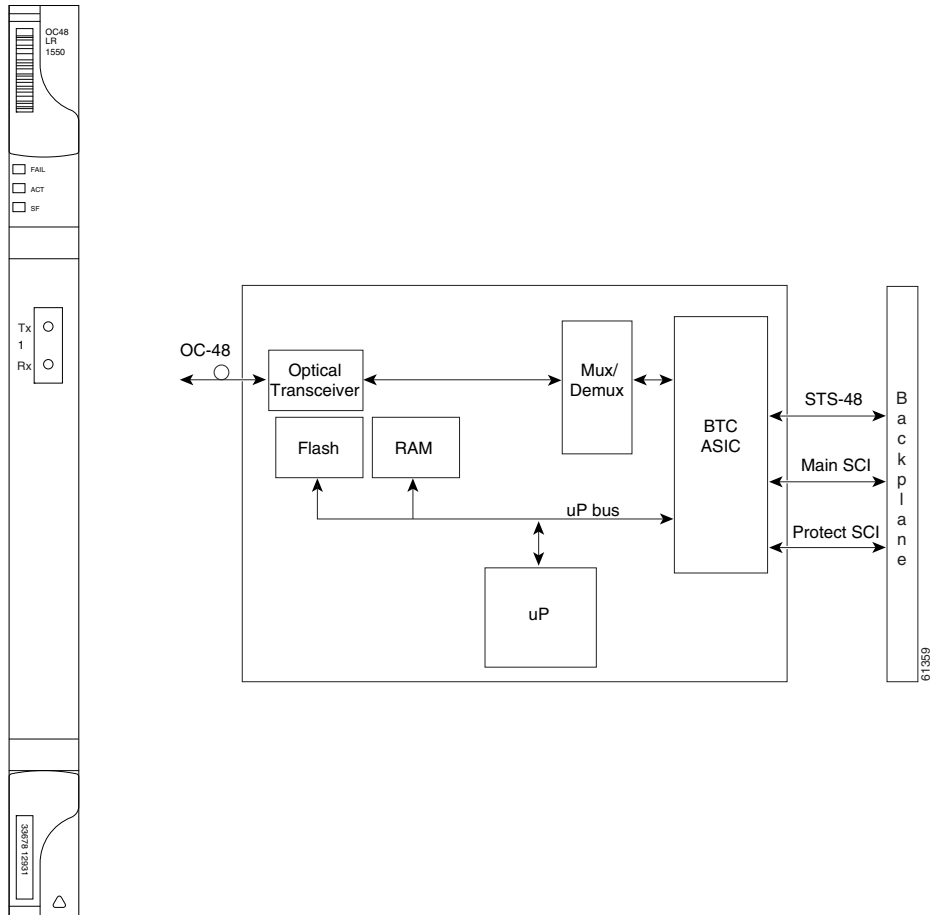 OC48
LR
1550
FAIL
ACT
SF
Tx
1
Rx
33678 12931
OC-48
Optical
Transceiver
Mux/
Demux
BTC
ASIC
Flash
RAM
uP bus
uP
STS-48
Main SCI
Protect SCI
Backplane
61359